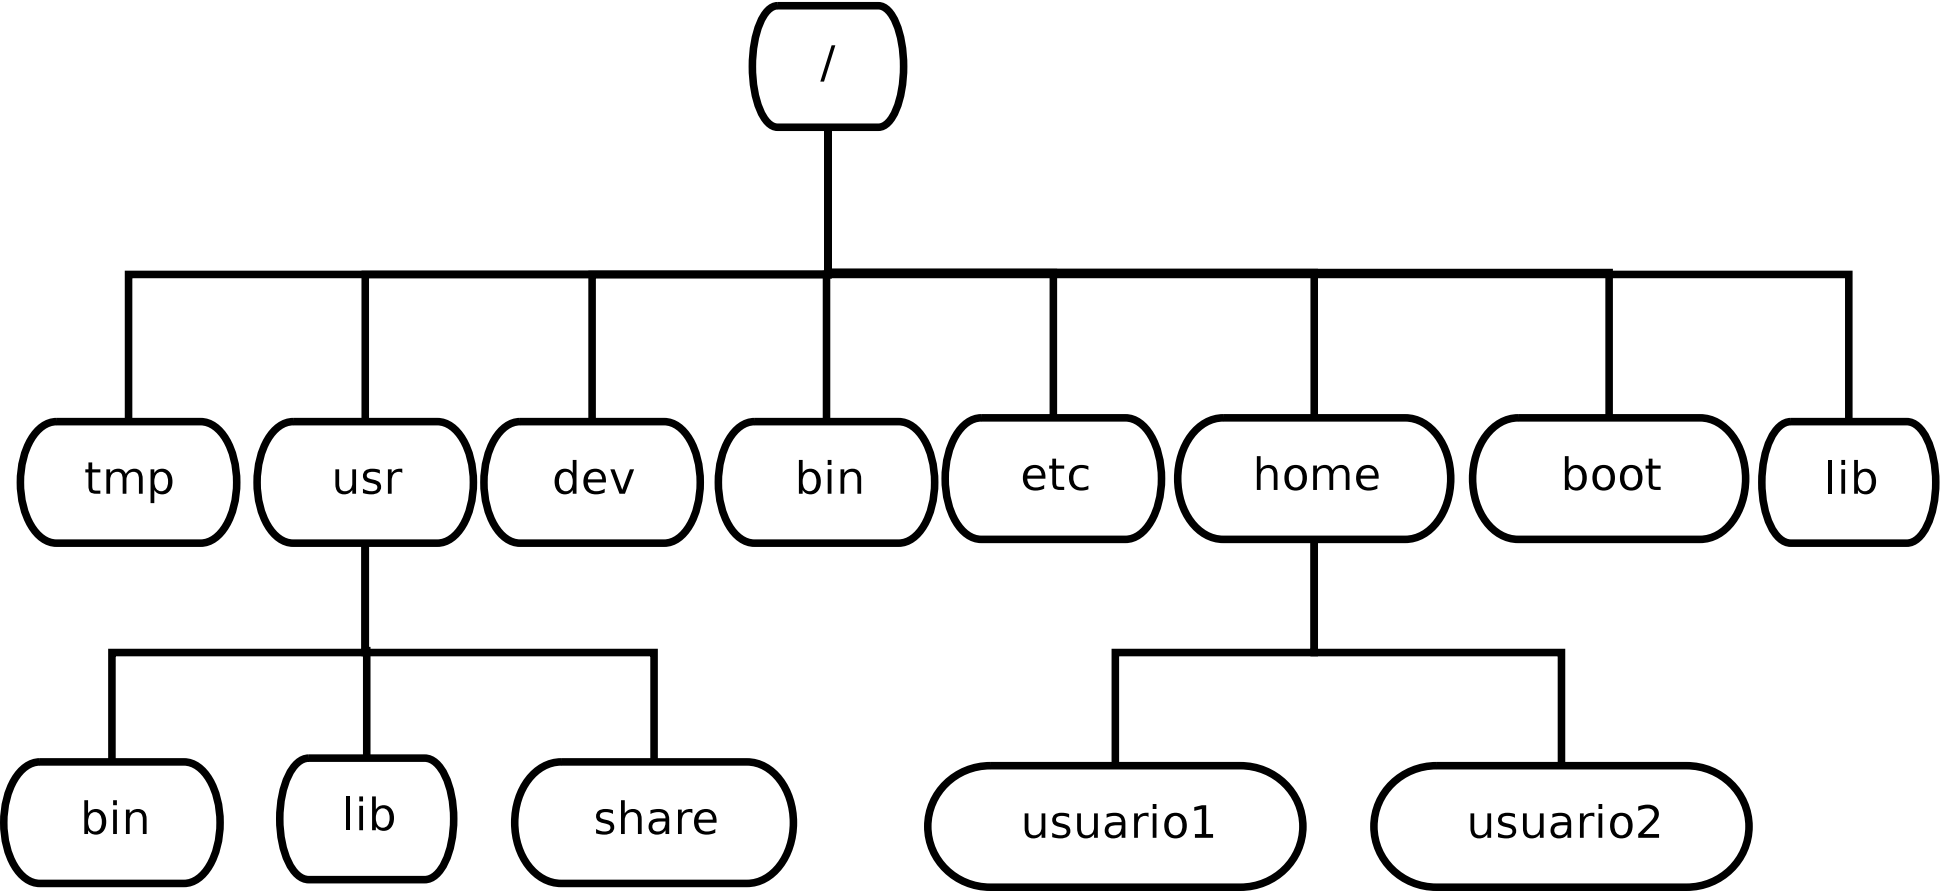 /
tmp
usr
dev
bin
etc
home
boot
lib
bin
lib
share
usuario1
usuario2